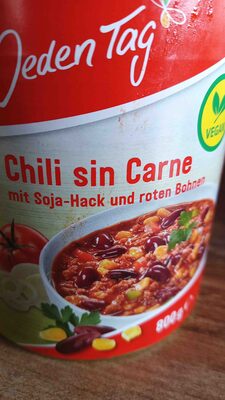 Jeden Tag
VEGAN
Chili sin Carne
mit Soja-Hack und roten Bohnen
800 g